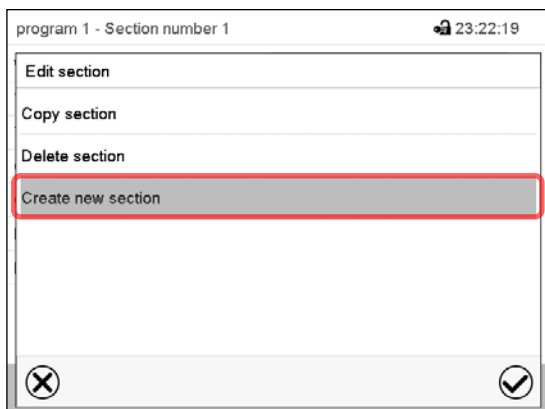 program 1 - Section number 1 23:22:19
Edit section
Copy section
Delete section
Create new section